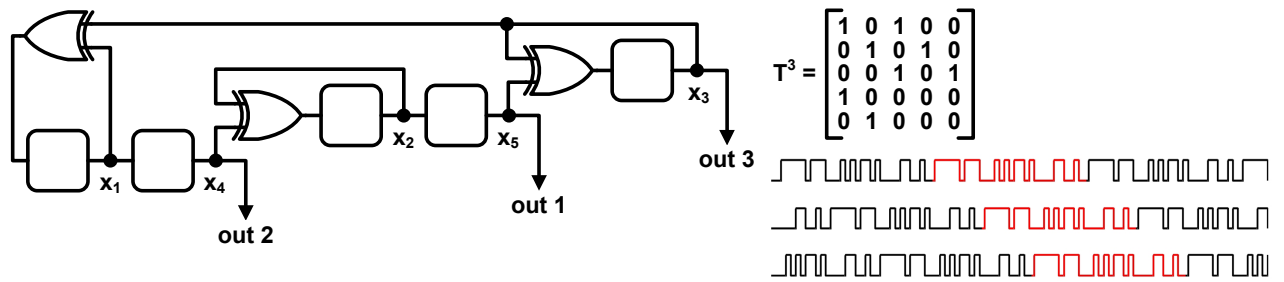 x1
x4
out 2
x2
x5
out 1
x3
out 3
T3 =
1 0 1 0 0
0 1 0 1 0
0 0 1 0 1
1 0 0 0 0
0 1 0 0 0